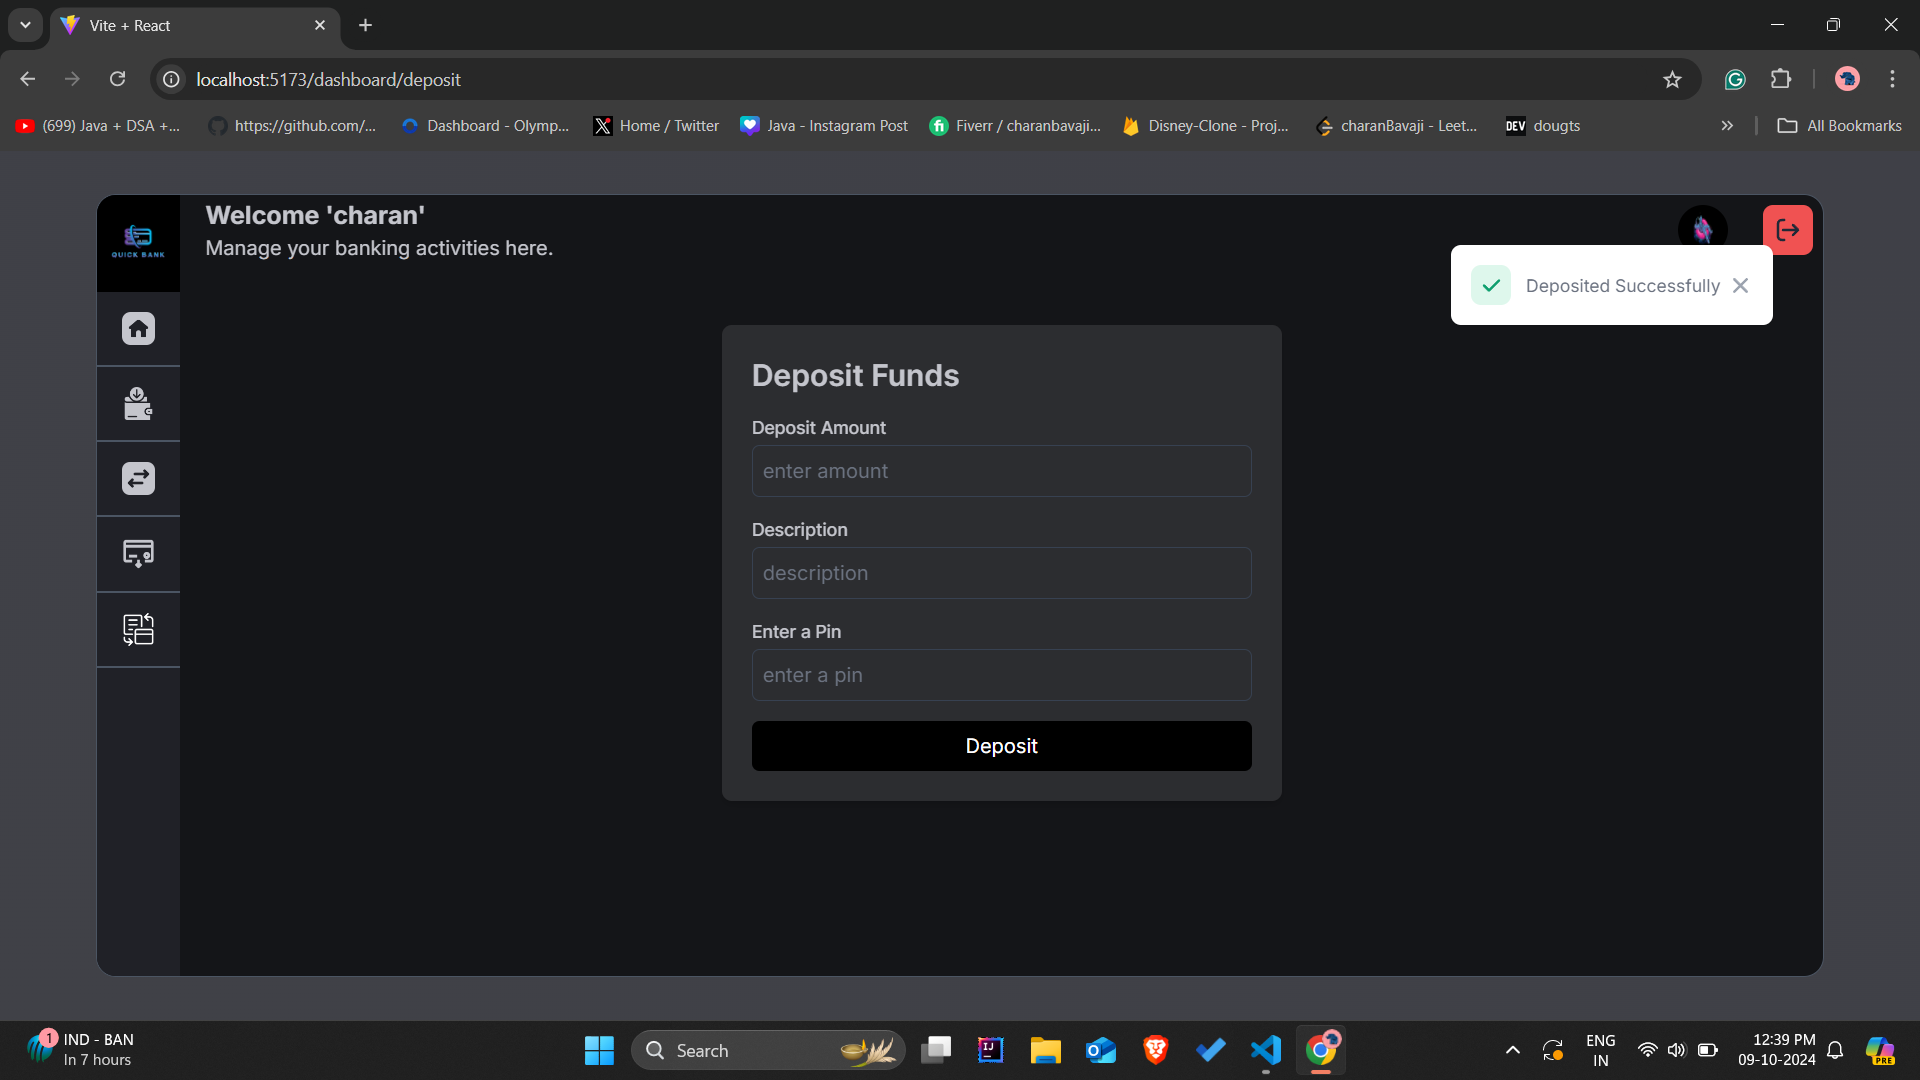 Vite + React
localhost:5173/dashboard/deposit
(699) Java + DSA +...
https://github.com/...
Dashboard - Olymp...
Home / Twitter
Java - Instagram Post
Fiverr / charanbavaji...
Disney-Clone - Proj...
charanBavaji - Leet...
DEV
dougts
All Bookmarks
QUICK BANK
Welcome 'charan'
Manage your banking activities here.
Deposited Successfully
Deposit Funds
Deposit Amount
enter amount
Description
description
Enter a Pin
enter a pin
Deposit
1
IND - BAN
In 7 hours
Search
IJ
ENG
IN
12:39 PM
09-10-2024
PRE